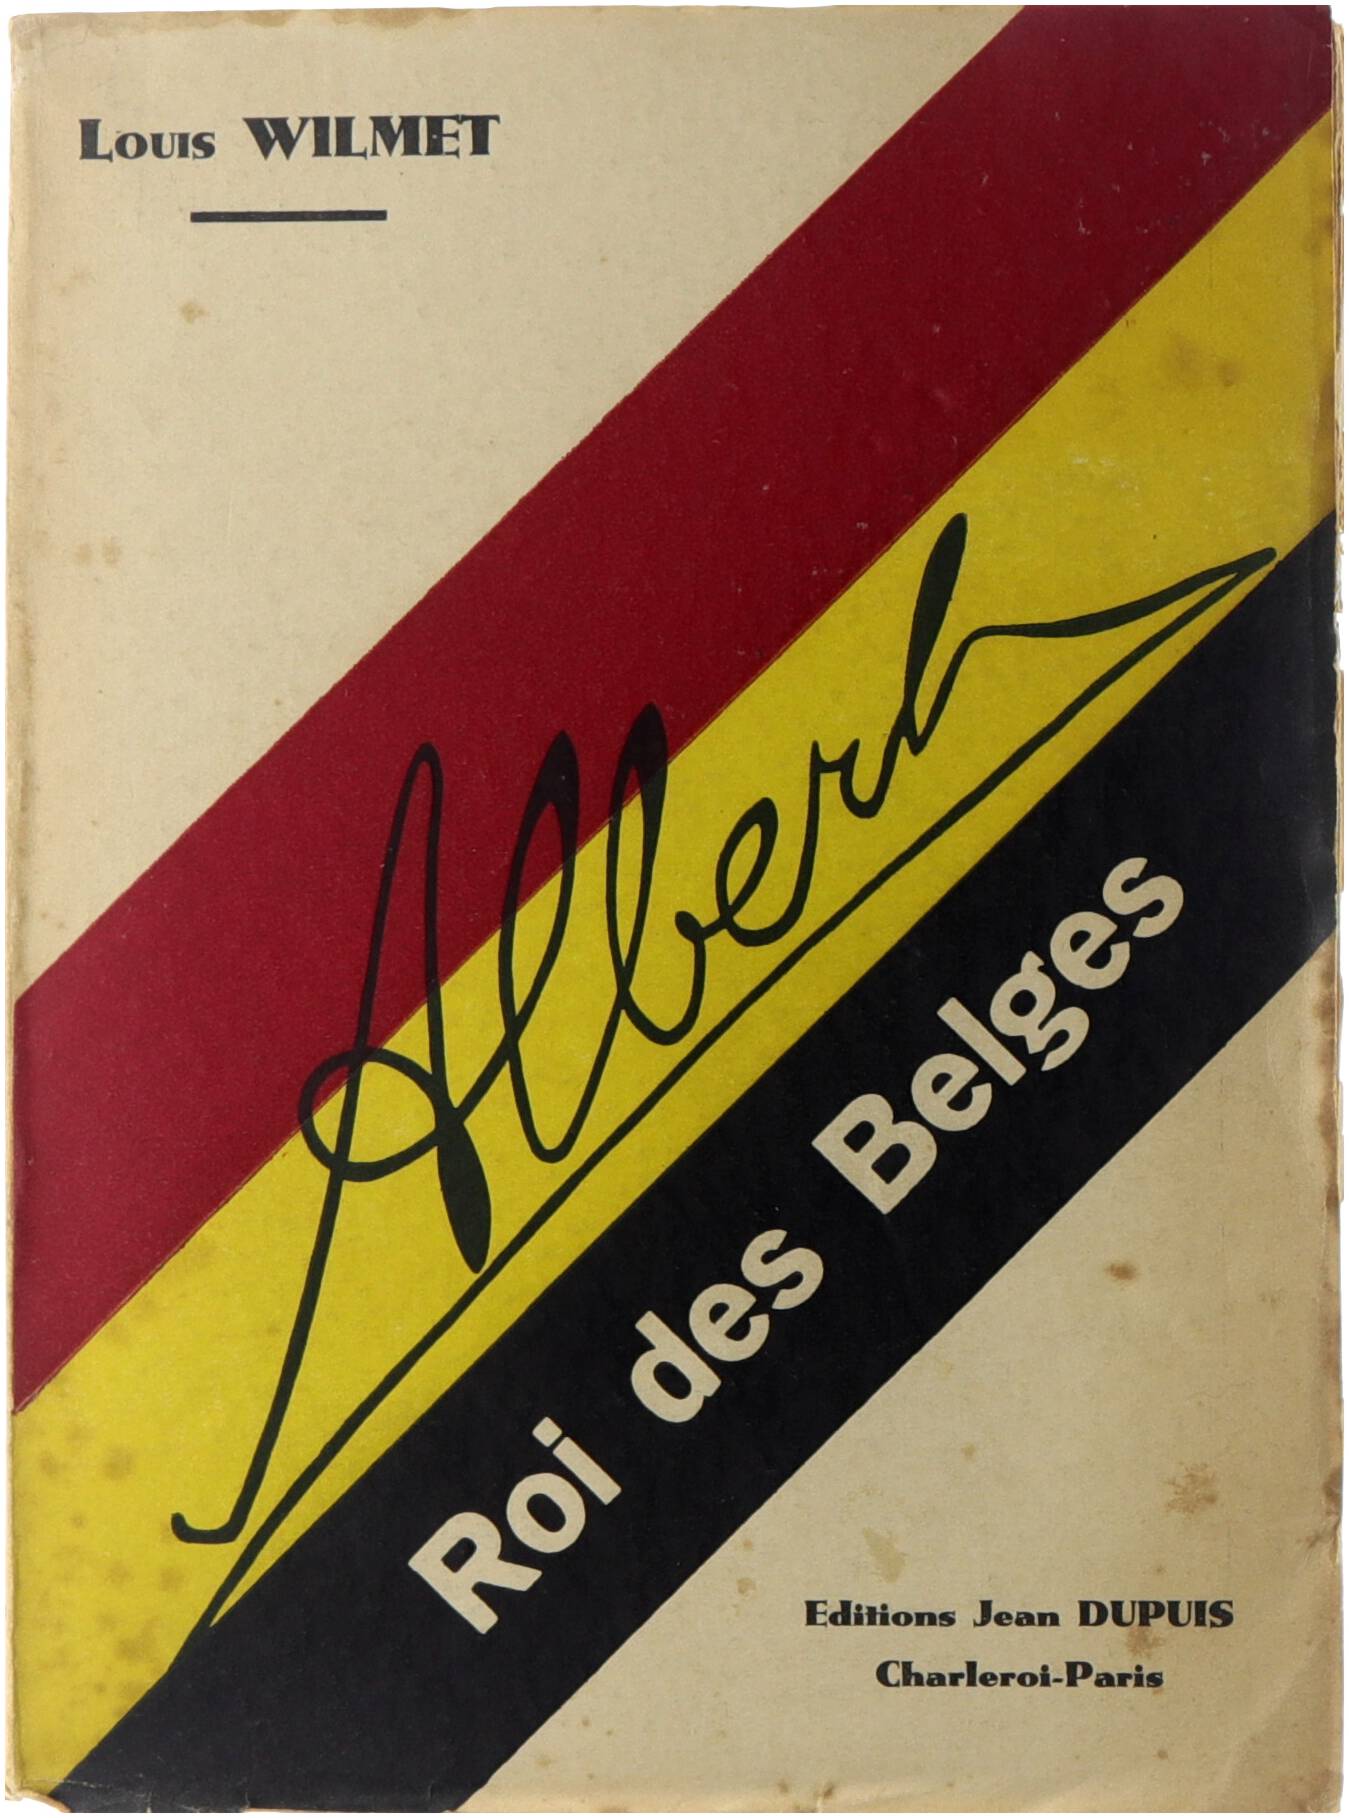 Louis WILMET
Albert
Roi des Belges
Editions Jean DUPUIS
Charleroi-Paris